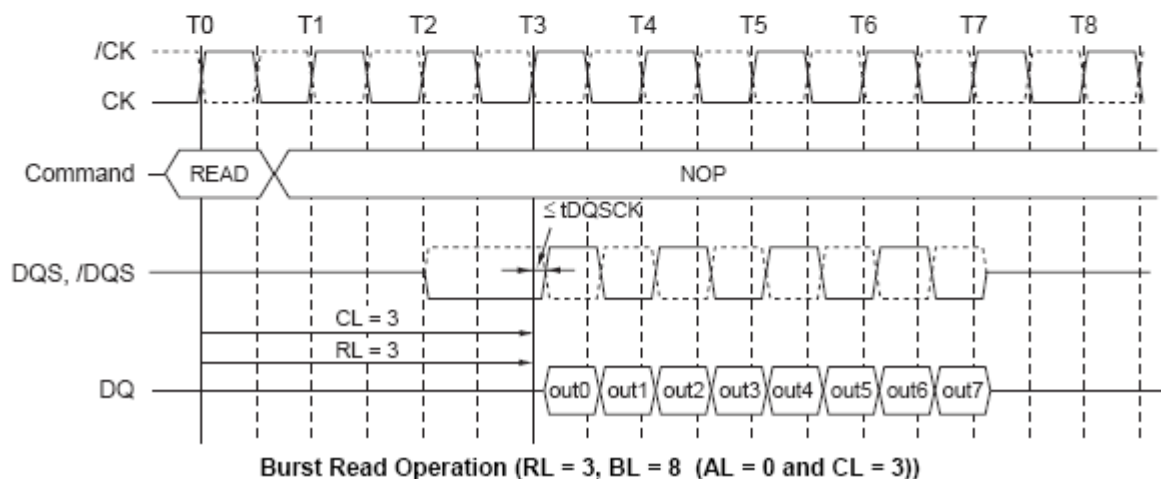 T0 T1 T2 T3 T4 T5 T6 T7 T8
/CK
CK
Command READ NOP
≤ tDQSCK
DQS, /DQS
CL = 3
RL = 3
DQ out0 out1 out2 out3 out4 out5 out6 out7
Burst Read Operation (RL = 3, BL = 8 (AL = 0 and CL = 3))